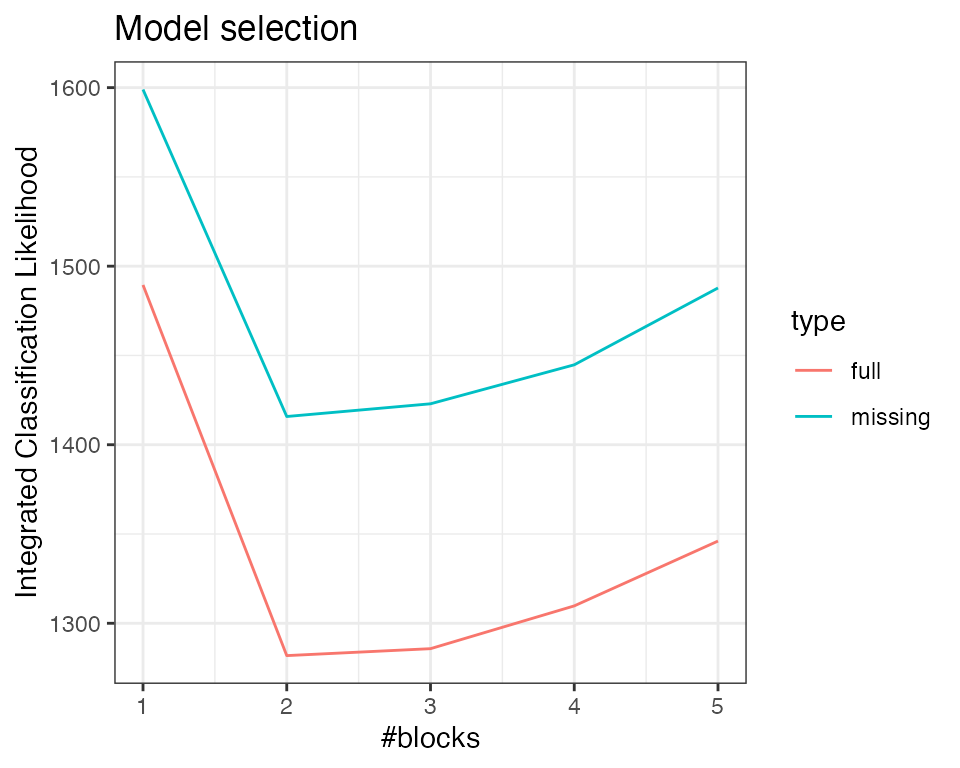 Model selection
Integrated Classification Likelihood
1600
1500
1400
1300
1
2
3
4
5
#blocks
type
full
missing